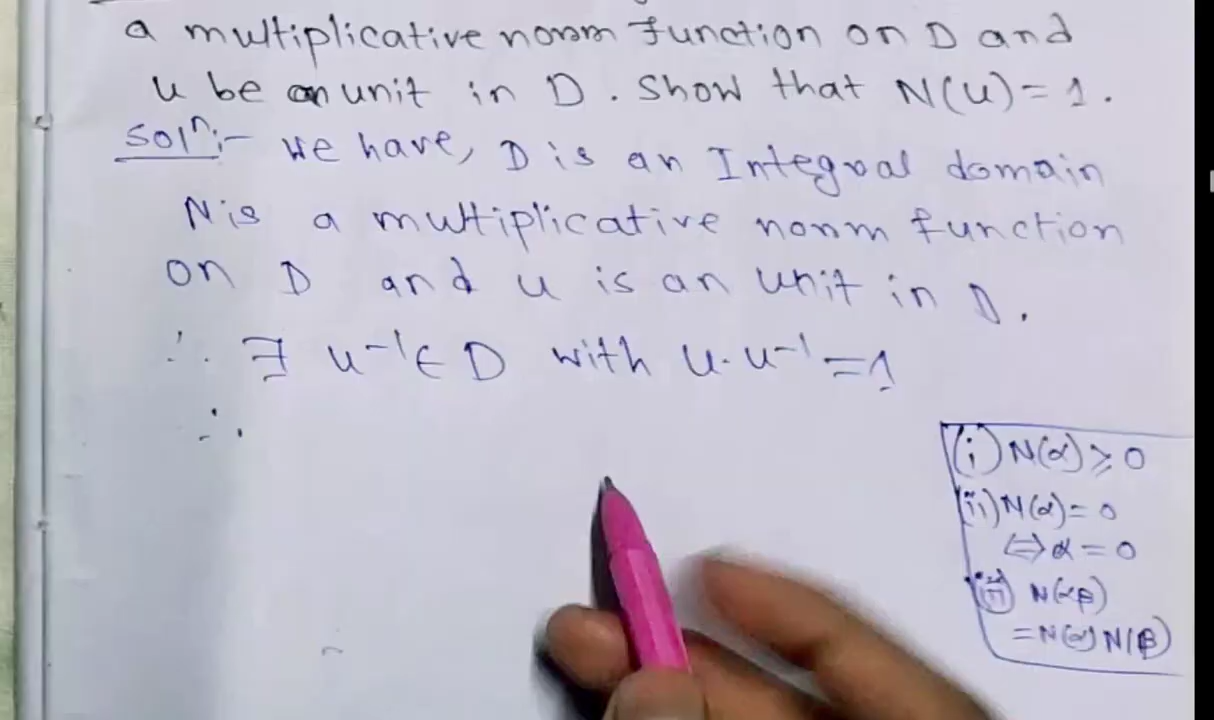 a multiplicative norm function on D and
u be an unit in D. Show that N(u) = 1.
Solⁿ:- We have, D is an Integral domain
N is a multiplicative norm function
on D and u is an unit in D.
∴ ∃ u⁻¹ ∈ D with u.u⁻¹ = 1
∴
(i) N(α) ≥ 0
(ii) N(α) = 0
⇔ α = 0
(iii) N(αβ)
= N(α) N(β)